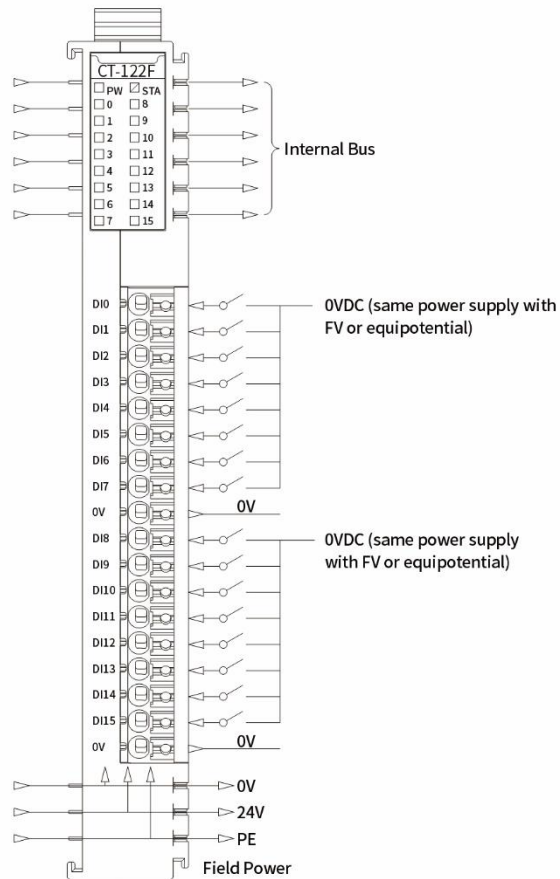 CT-122F
PW STA
0 8
1 9
2 10
3 11
4 12
5 13
6 14
7 15
Internal Bus
DI0
DI1
DI2
DI3
DI4
DI5
DI6
DI7
0V
DI8
DI9
DI10
DI11
DI12
DI13
DI14
DI15
0V
0VDC (same power supply with
FV or equipotential)
0V
0VDC (same power supply
with FV or equipotential)
0V
0V
24V
PE
Field Power